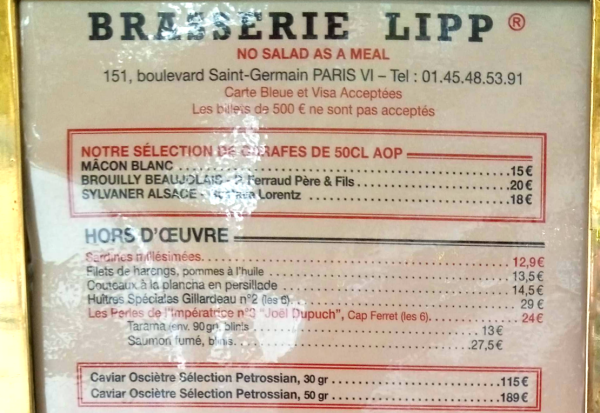 BRASSERIE LIPP ®
NO SALAD AS A MEAL
151, boulevard Saint-Germain PARIS VI – Tel : 01.45.48.53.91
Carte Bleue et Visa Acceptées
Les billets de 500 € ne sont pas acceptés
NOTRE SÉLECTION DE GIRAFES DE 50CL AOP
MÂCON BLANC 15 €
BROUILLY BEAUJOLAIS - Ferraud Père & Fils 20 €
SYLVANER ALSACE - Lorentz 18 €
HORS D'ŒUVRE
Sardines millésimées 12,9 €
Filets de harengs, pommes à l'huile 13,5 €
Couteaux à la plancha en persillade 14,5 €
Huîtres Spéciales Gillardeau n°2 (les 6) 29 €
Les Perles de l'Impératrice n°3 "Joël Dupuch", Cap Ferret (les 6) 24 €
Tarama env. 90 gr, blinis 13 €
Saumon fumé, blinis 27,5 €
Caviar Osciètre Sélection Petrossian, 30 gr 115 €
Caviar Osciètre Sélection Petrossian, 50 gr 189 €